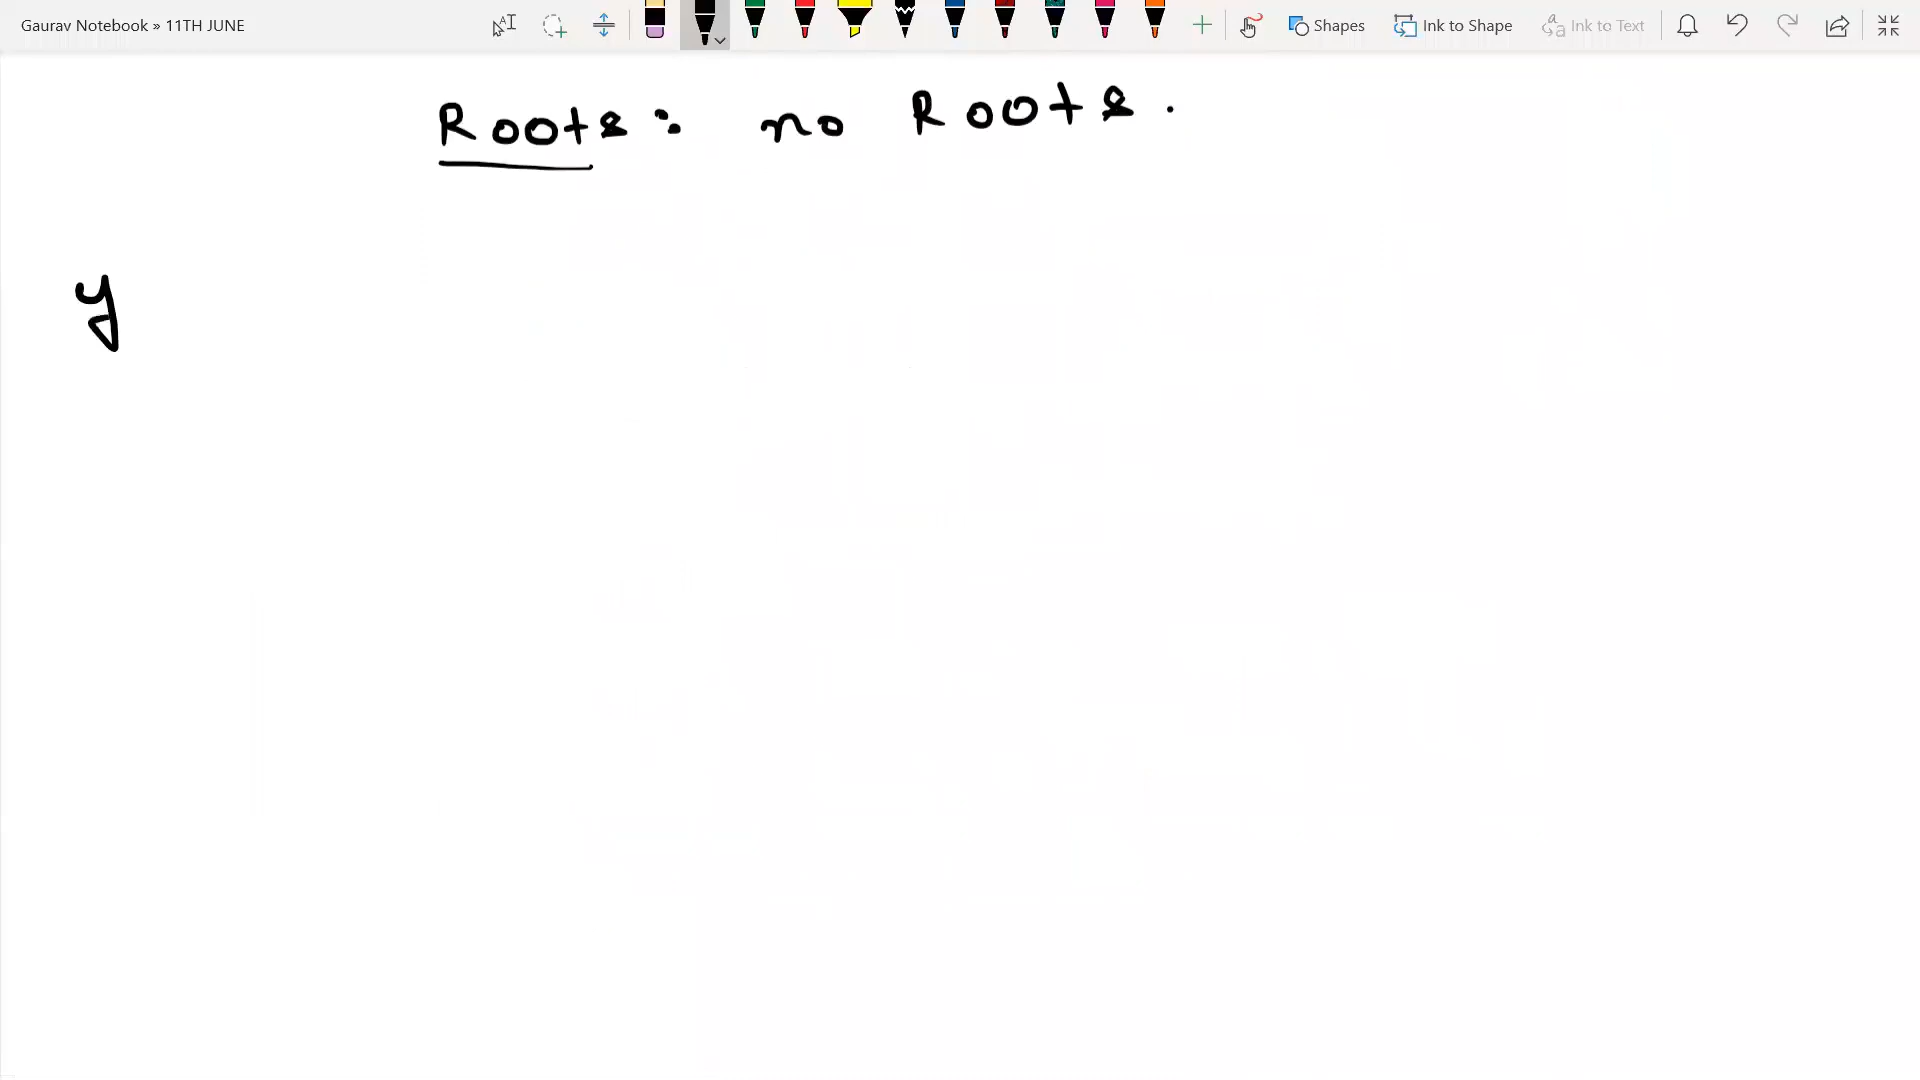 Gaurav Notebook » 11TH JUNE Shapes Ink to Shape Ink to Text
Roots: no Roots.
y